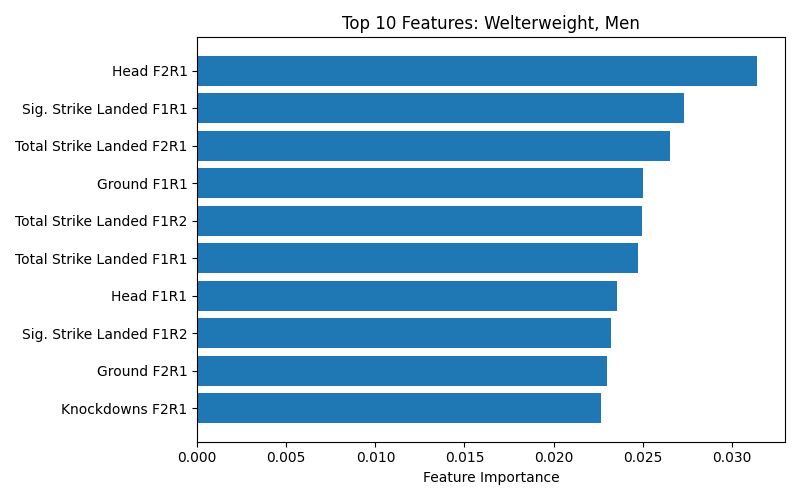 Top 10 Features: Welterweight, Men
Head F2R1
Sig. Strike Landed F1R1
Total Strike Landed F2R1
Ground F1R1
Total Strike Landed F1R2
Total Strike Landed F1R1
Head F1R1
Sig. Strike Landed F1R2
Ground F2R1
Knockdowns F2R1
0.000 0.005 0.010 0.015 0.020 0.025 0.030
Feature Importance